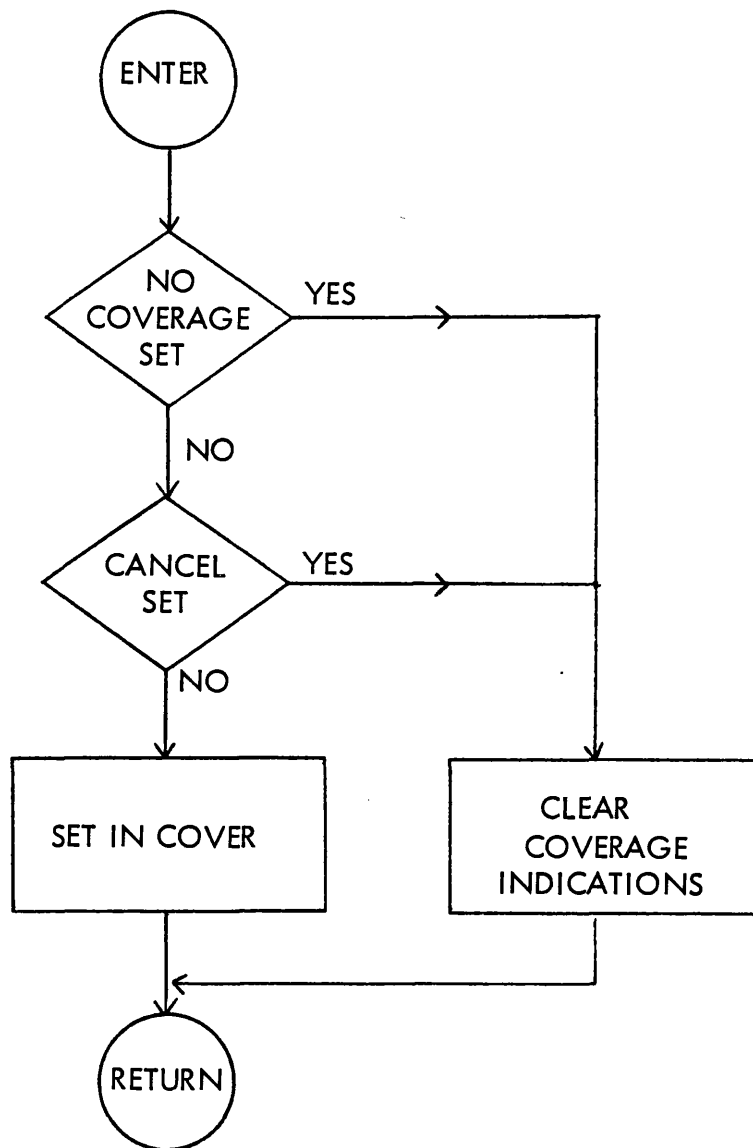 ENTER
NO
COVERAGE
SET
YES
NO
CANCEL
SET
YES
NO
SET IN COVER
CLEAR
COVERAGE
INDICATIONS
RETURN